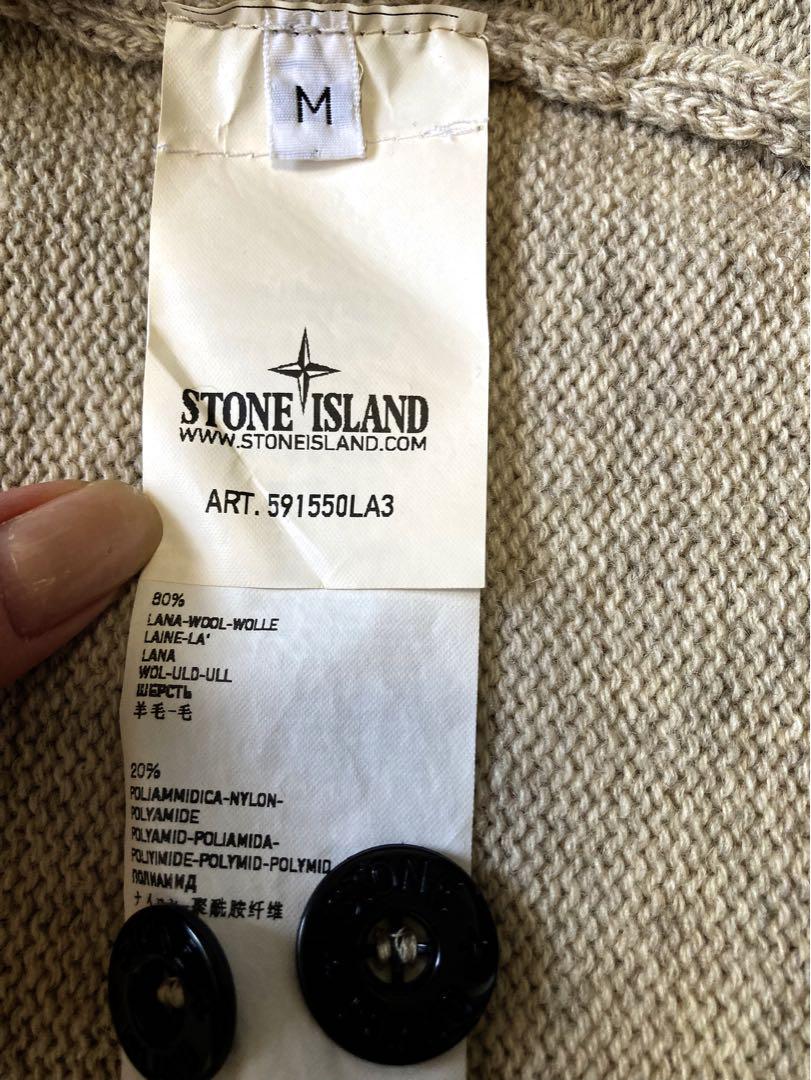 M
STONE ISLAND
WWW.STONEISLAND.COM
ART. 591550LA3
80%
LANA-WOOL-WOLLE
LAINE-LA'
LANA
WOL-ULD-ULL
ШЕРСТЬ
羊毛-毛
20%
POLIAMMIDICA-NYLON-
POLYAMIDE
POLYAMID-POLIAMIDA-
POLIYIMIDE-POLYMID-POLYMID
ПОЛИАМИД
聚酰胺纤维